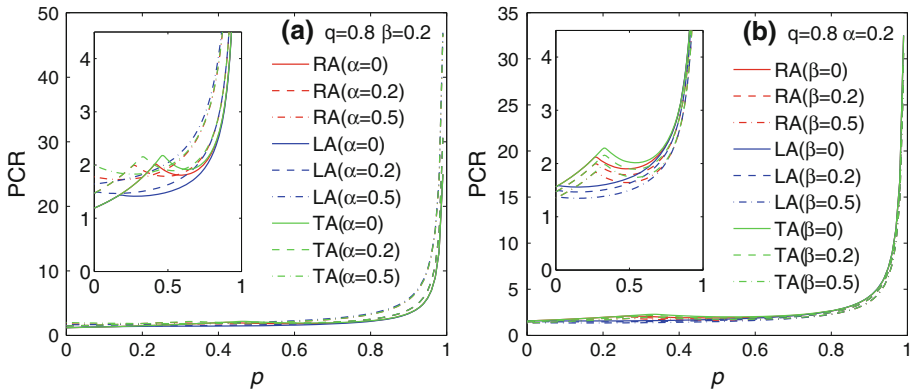 (a) q=0.8 β=0.2
PCR
50
40
30
20
10
0
0
0.2
0.4
0.6
0.8
1
p
4
3
2
1
0
0
0.5
1
RA(α=0)
RA(α=0.2)
RA(α=0.5)
LA(α=0)
LA(α=0.2)
LA(α=0.5)
TA(α=0)
TA(α=0.2)
TA(α=0.5)
(b) q=0.8 α=0.2
PCR
35
30
25
20
15
10
5
0
0
0.2
0.4
0.6
0.8
1
p
4
3
2
1
0
0
0.5
1
RA(β=0)
RA(β=0.2)
RA(β=0.5)
LA(β=0)
LA(β=0.2)
LA(β=0.5)
TA(β=0)
TA(β=0.2)
TA(β=0.5)